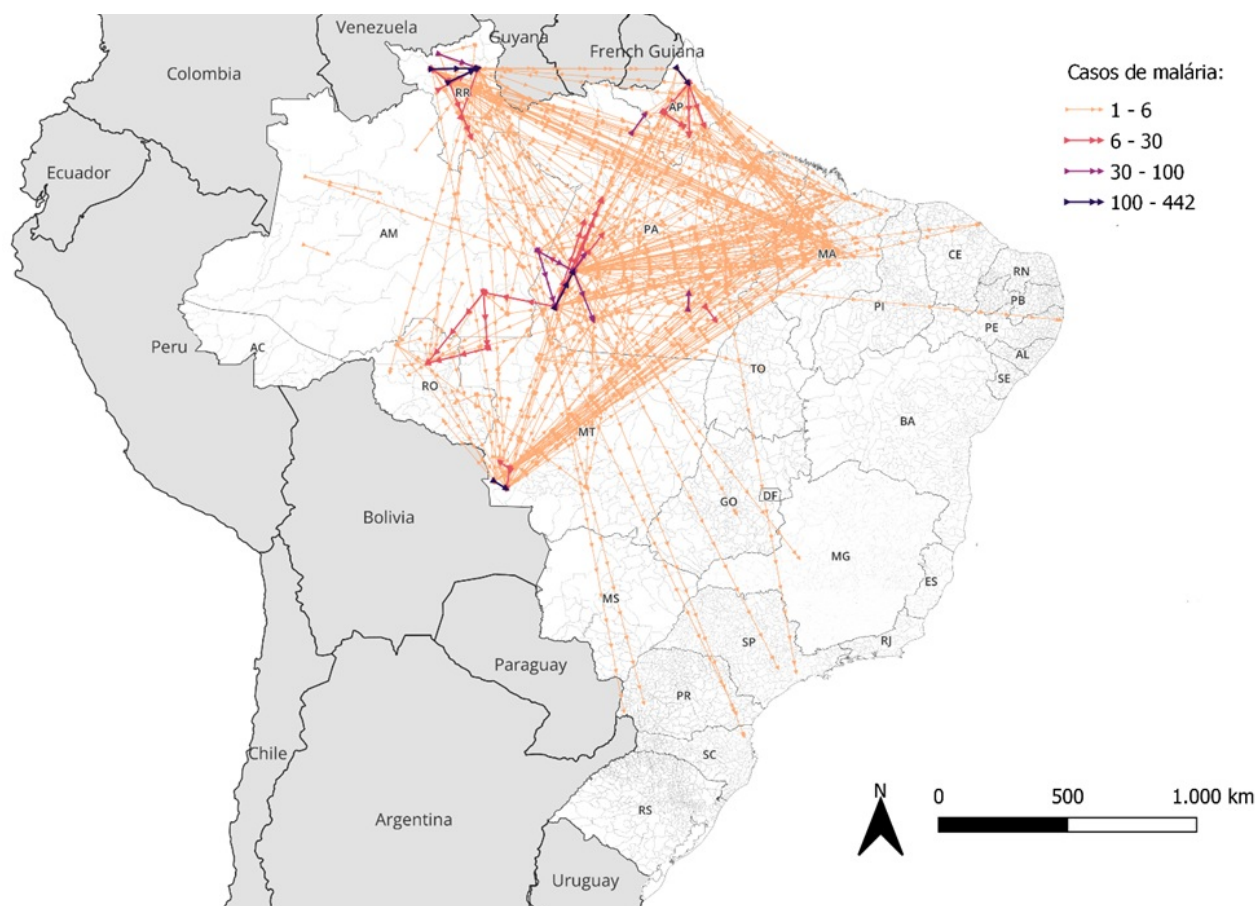 Venezuela
Guyana
French Guiana
Colombia
Ecuador
Peru
Bolivia
Paraguay
Chile
Argentina
Uruguay
RR
AP
AM
PA
MA
CE
RN
PB
PE
PI
AL
SE
AC
RO
TO
BA
MT
GO
DF
MG
ES
MS
SP
RJ
PR
SC
RS
Casos de malária:
1 - 6
6 - 30
30 - 100
100 - 442
N
0 500 1.000 km